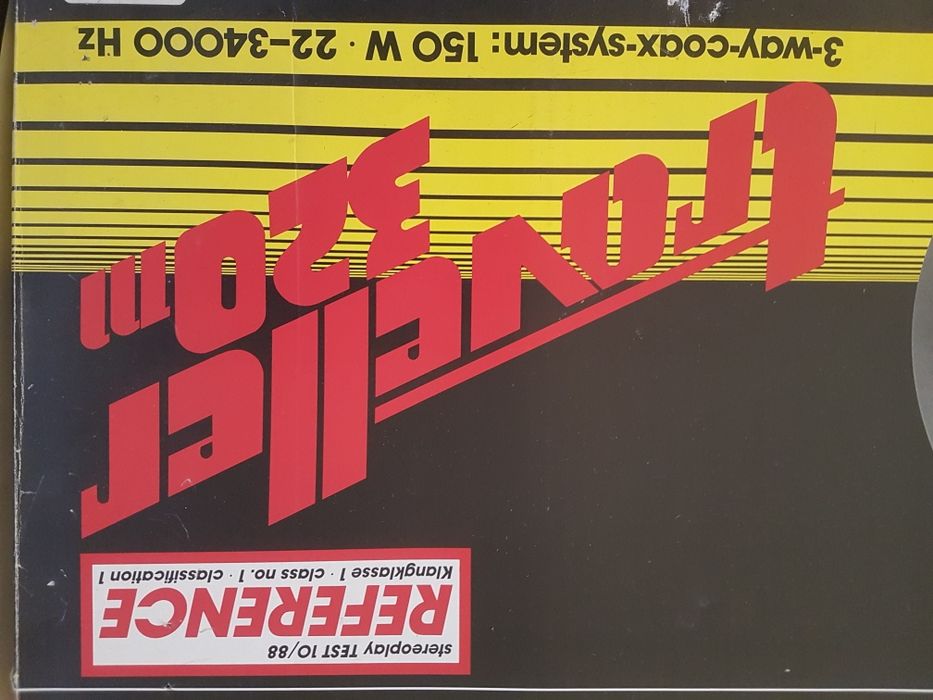 stereoplay TEST 10/88
REFERENCE
Klangklasse 1 · class no. 1 · classification 1
traveller
320m
3-way-coax-system: 150 W · 22–34000 Hz